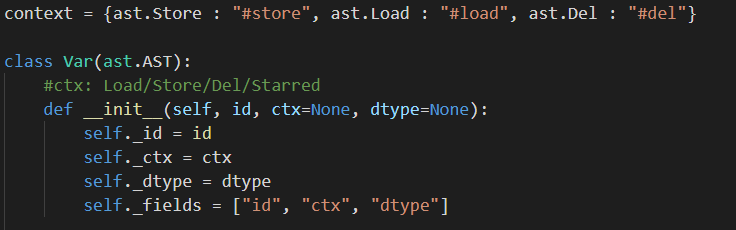 context = {ast.Store : "#store", ast.Load : "#load", ast.Del : "#del"}
class Var(ast.AST):
    #ctx: Load/Store/Del/Starred
    def __init__(self, id, ctx=None, dtype=None):
        self._id = id
        self._ctx = ctx
        self._dtype = dtype
        self._fields = ["id", "ctx", "dtype"]